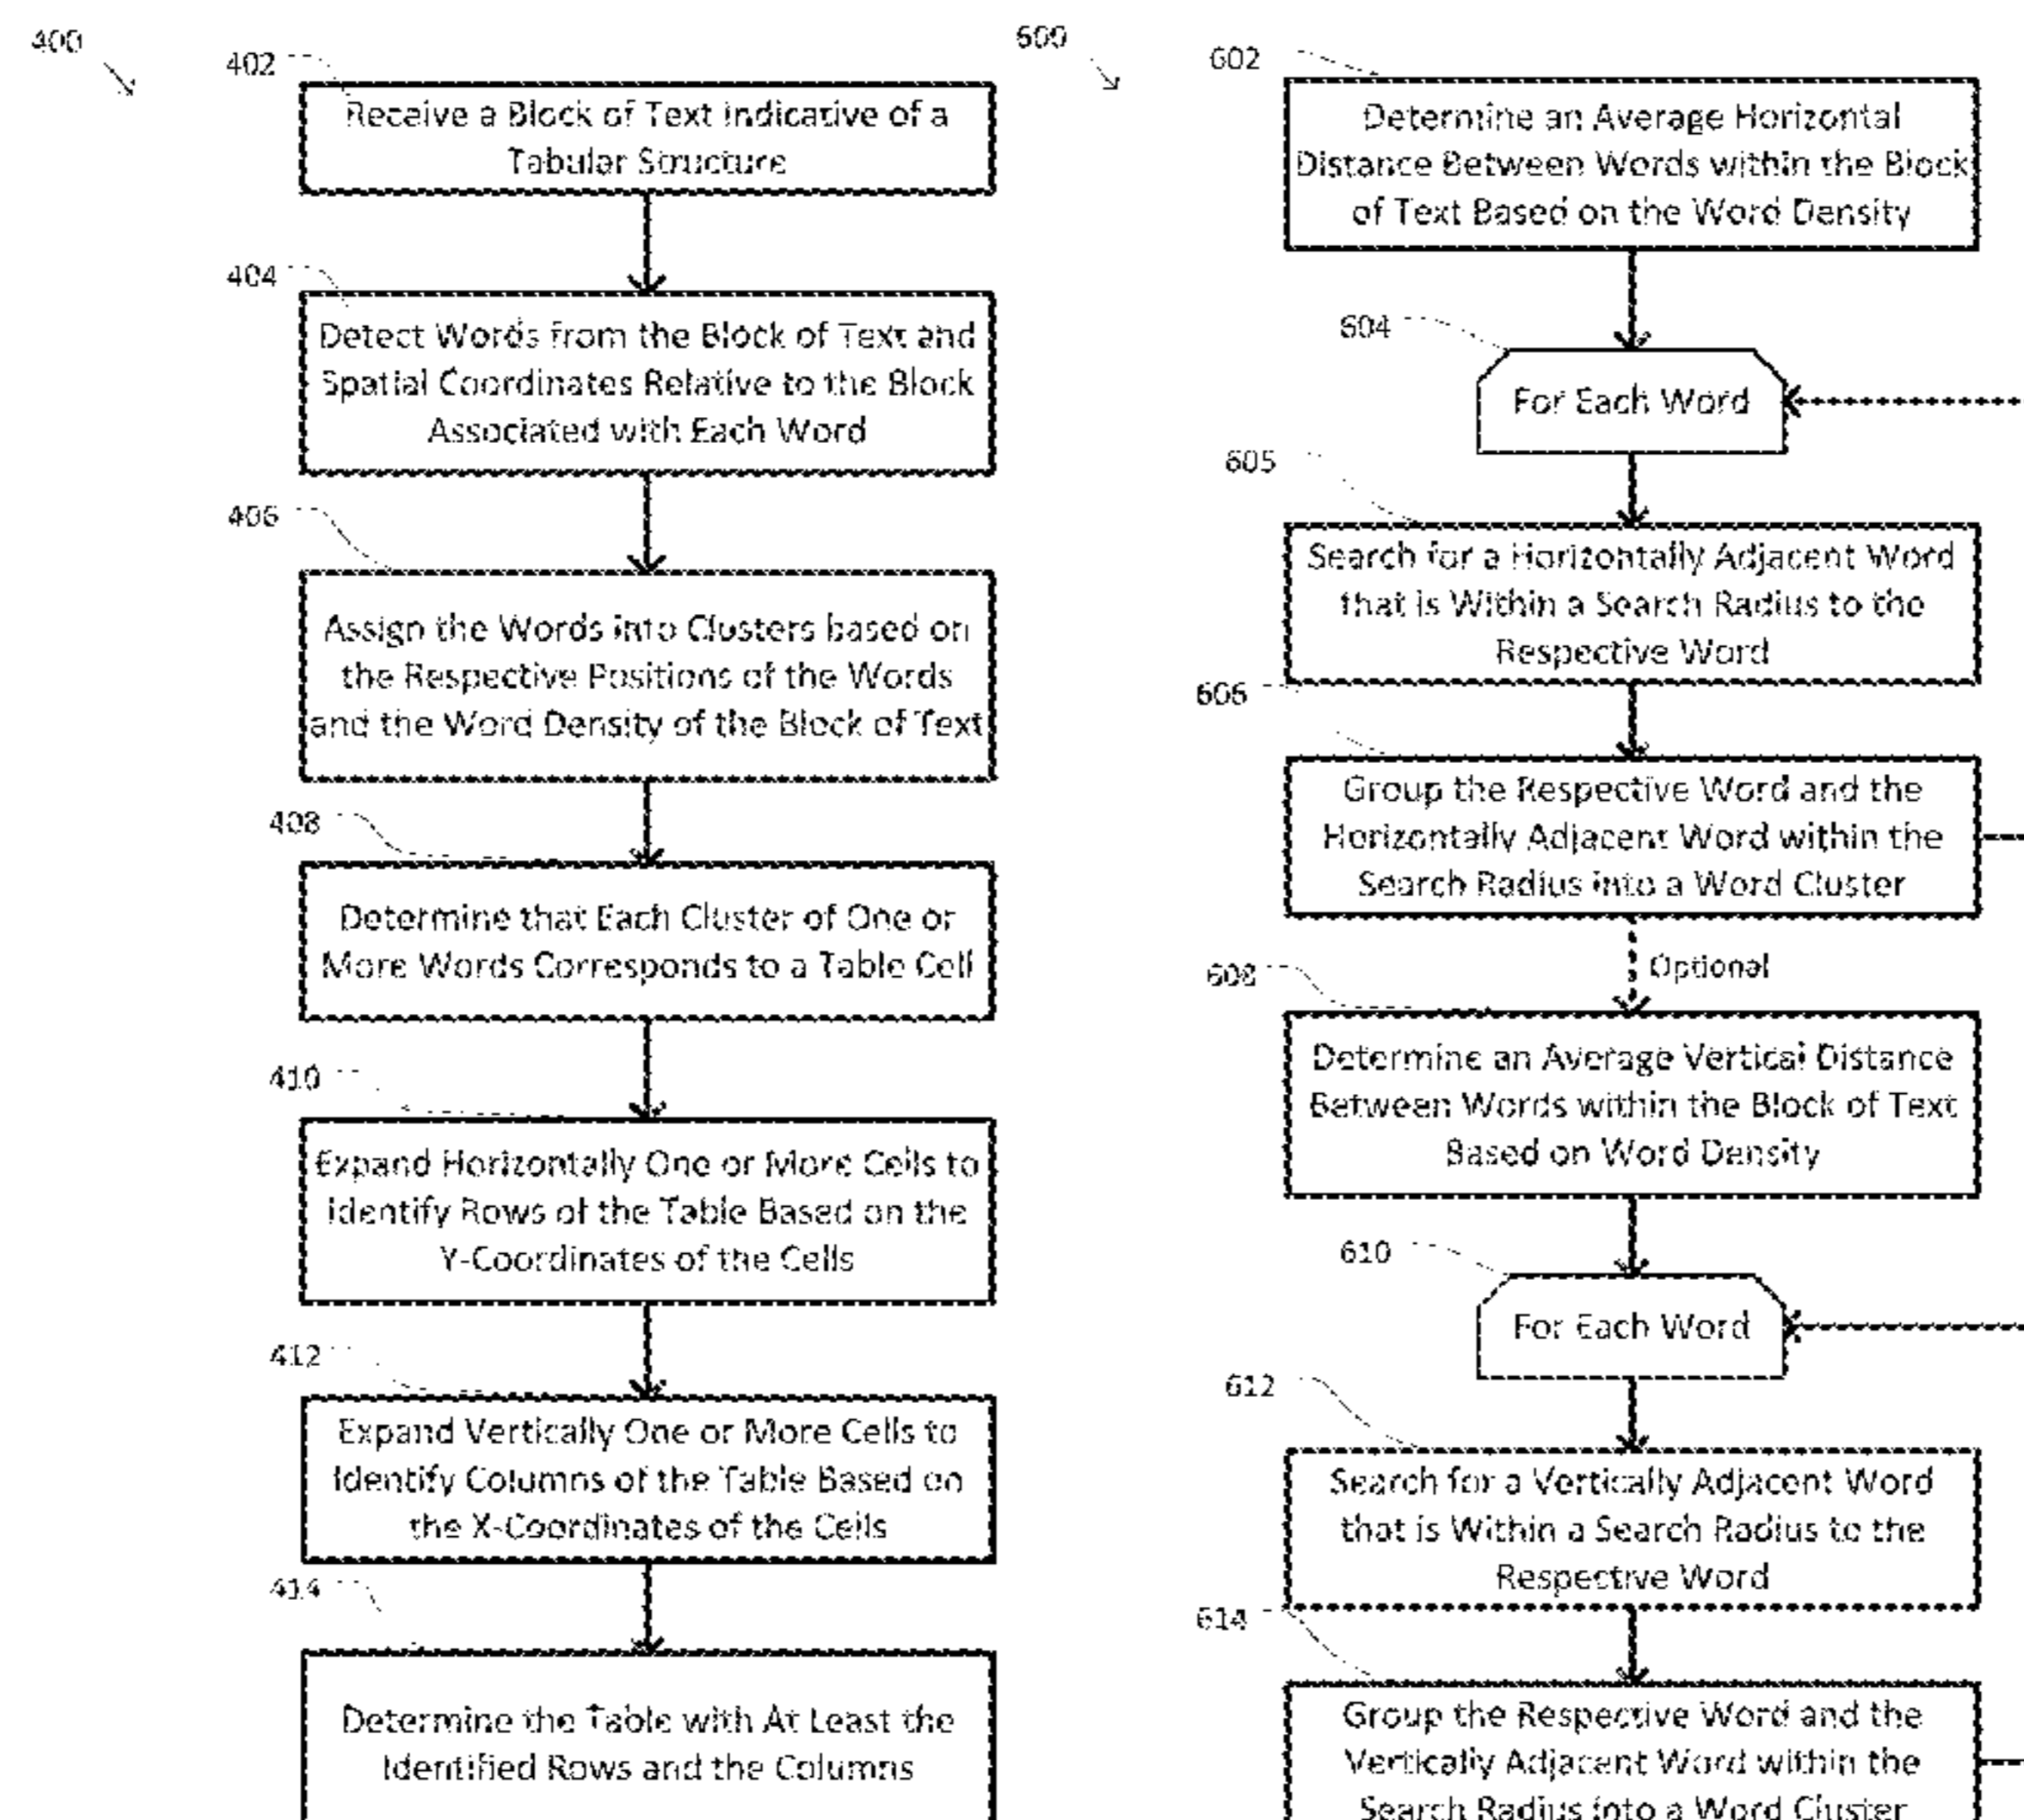 400
402
Receive a Block of Text Indicative of a
Tabular Structure
404
Detect Words from the Block of Text and
Spatial Coordinates Relative to the Block
Associated with Each Word
406
Assign the Words into Clusters based on
the Respective Positions of the Words
and the Word Density of the Block of Text
408
Determine that Each Cluster of One or
More Words Corresponds to a Table Cell
410
Expand Horizontally One or More Cells to
Identify Rows of the Table Based on the
Y-Coordinates of the Cells
412
Expand Vertically One or More Cells to
Identify Columns of the Table Based on
the X-Coordinates of the Cells
414
Determine the Table with At Least the
Identified Rows and the Columns
600
602
Determine an Average Horizontal
Distance Between Words within the Block
of Text Based on the Word Density
604
For Each Word
605
Search for a Horizontally Adjacent Word
that is Within a Search Radius to the
Respective Word
606
Group the Respective Word and the
Horizontally Adjacent Word within the
Search Radius into a Word Cluster
Optional
608
Determine an Average Vertical Distance
Between Words within the Block of Text
Based on Word Density
610
For Each Word
612
Search for a Vertically Adjacent Word
that is Within a Search Radius to the
Respective Word
614
Group the Respective Word and the
Vertically Adjacent Word within the
Search Radius into a Word Cluster